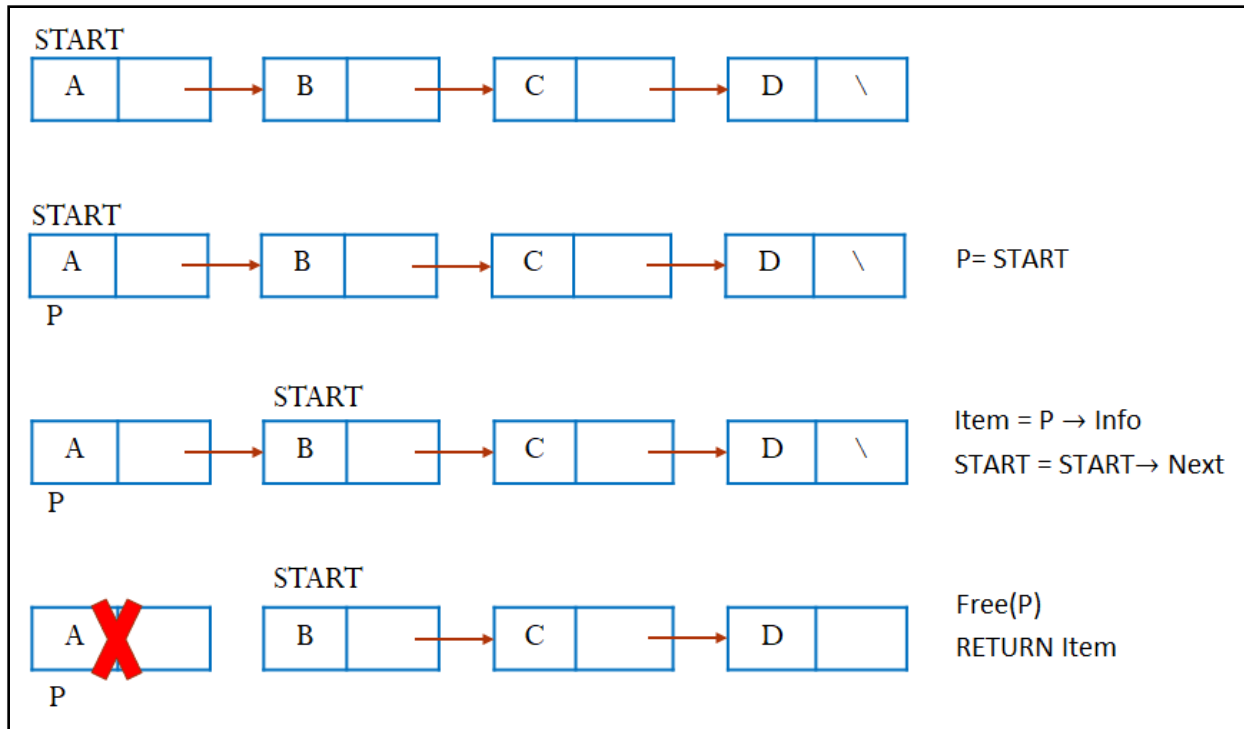 START
A B C D \
START
A B C D \ P= START
P
START
A B C D \ Item = P → Info
P START = START→ Next
START
A B C D Free(P)
P RETURN Item